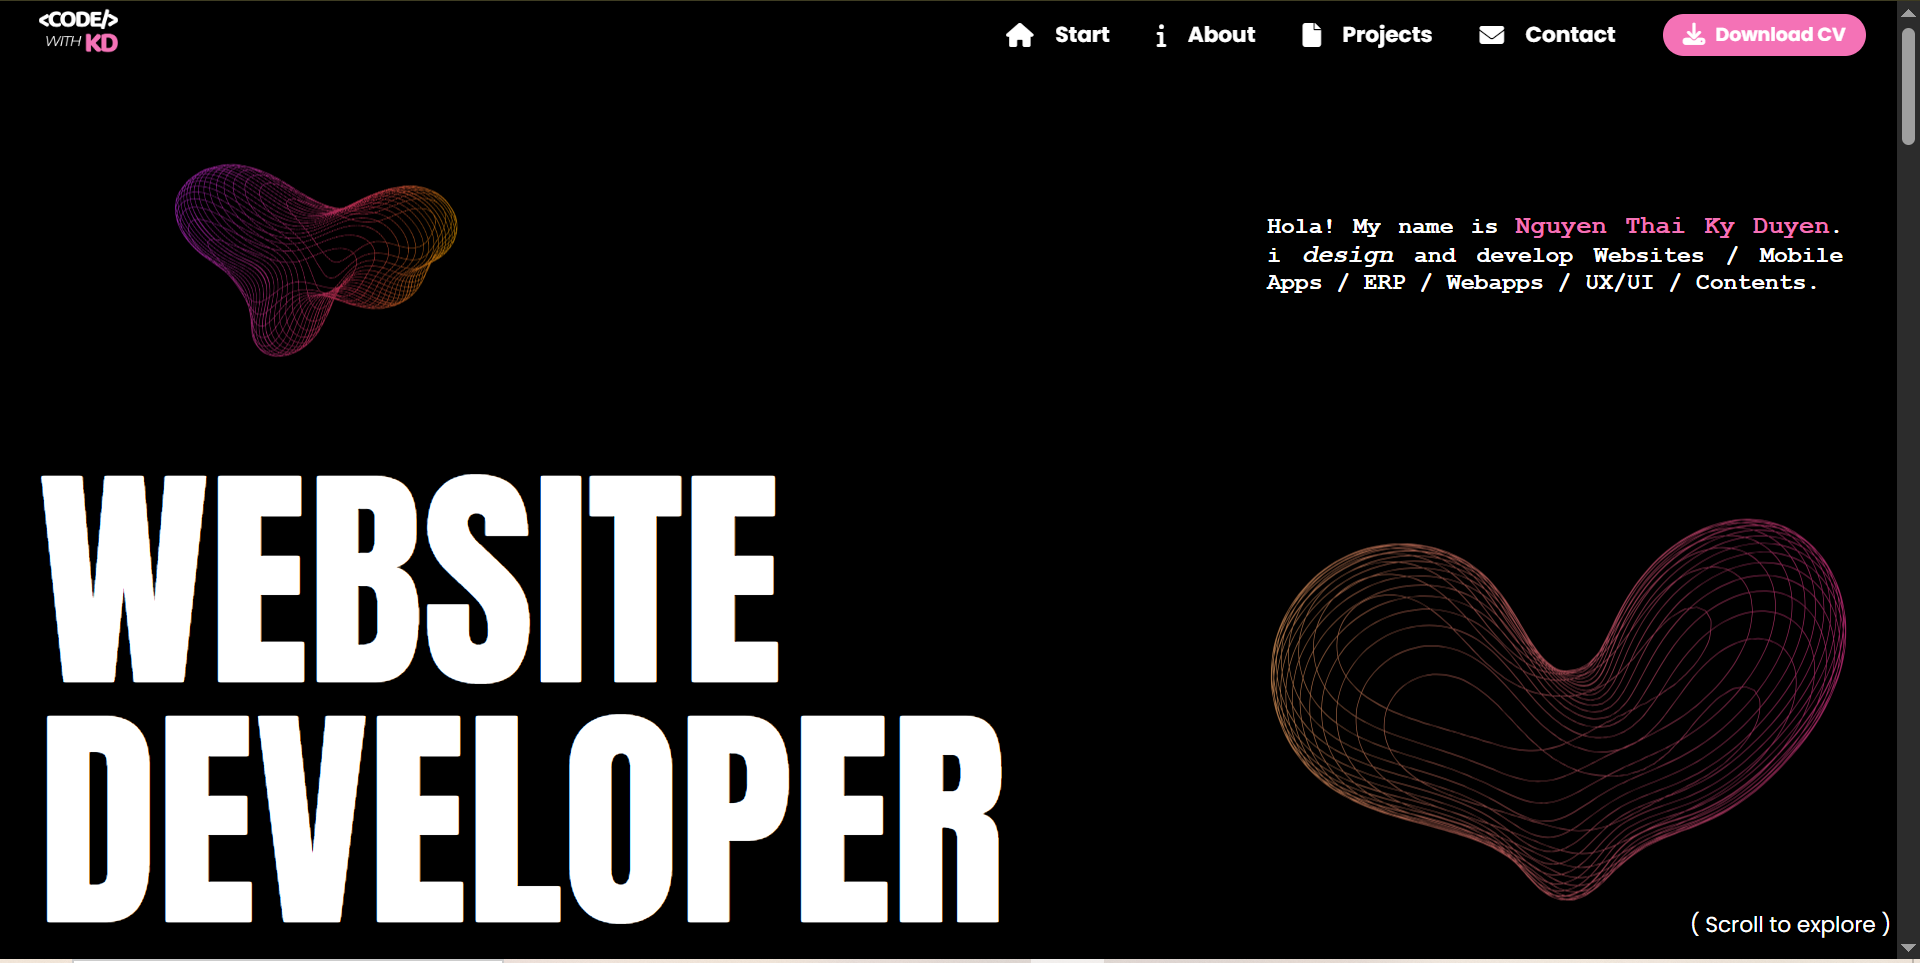 <CODE/>
WITH KD
Start
About
Projects
Contact
Download CV
Hola! My name is Nguyen Thai Ky Duyen.
i design and develop Websites / Mobile
Apps / ERP / Webapps / UX/UI / Contents.
WEBSITE
DEVELOPER
( Scroll to explore )